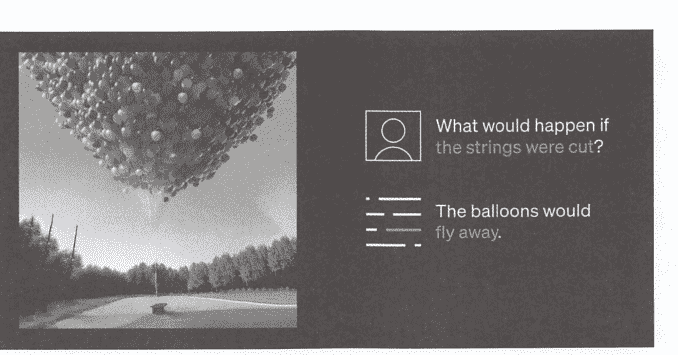 What would happen if
the strings were cut?
The balloons would
fly away.